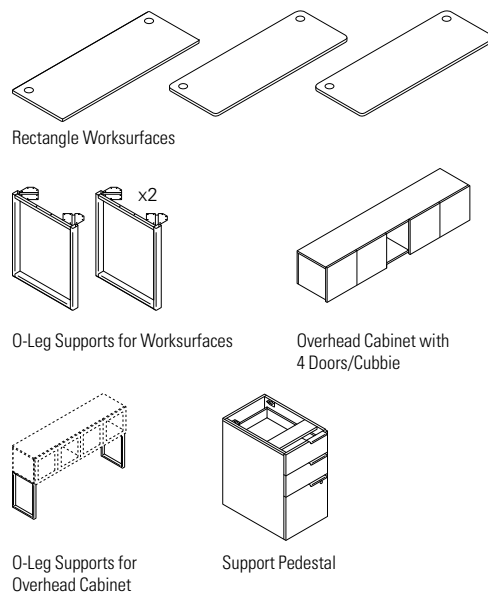 Rectangle Worksurfaces
x2
O-Leg Supports for Worksurfaces
Overhead Cabinet with
4 Doors/Cubbie
O-Leg Supports for
Overhead Cabinet
Support Pedestal